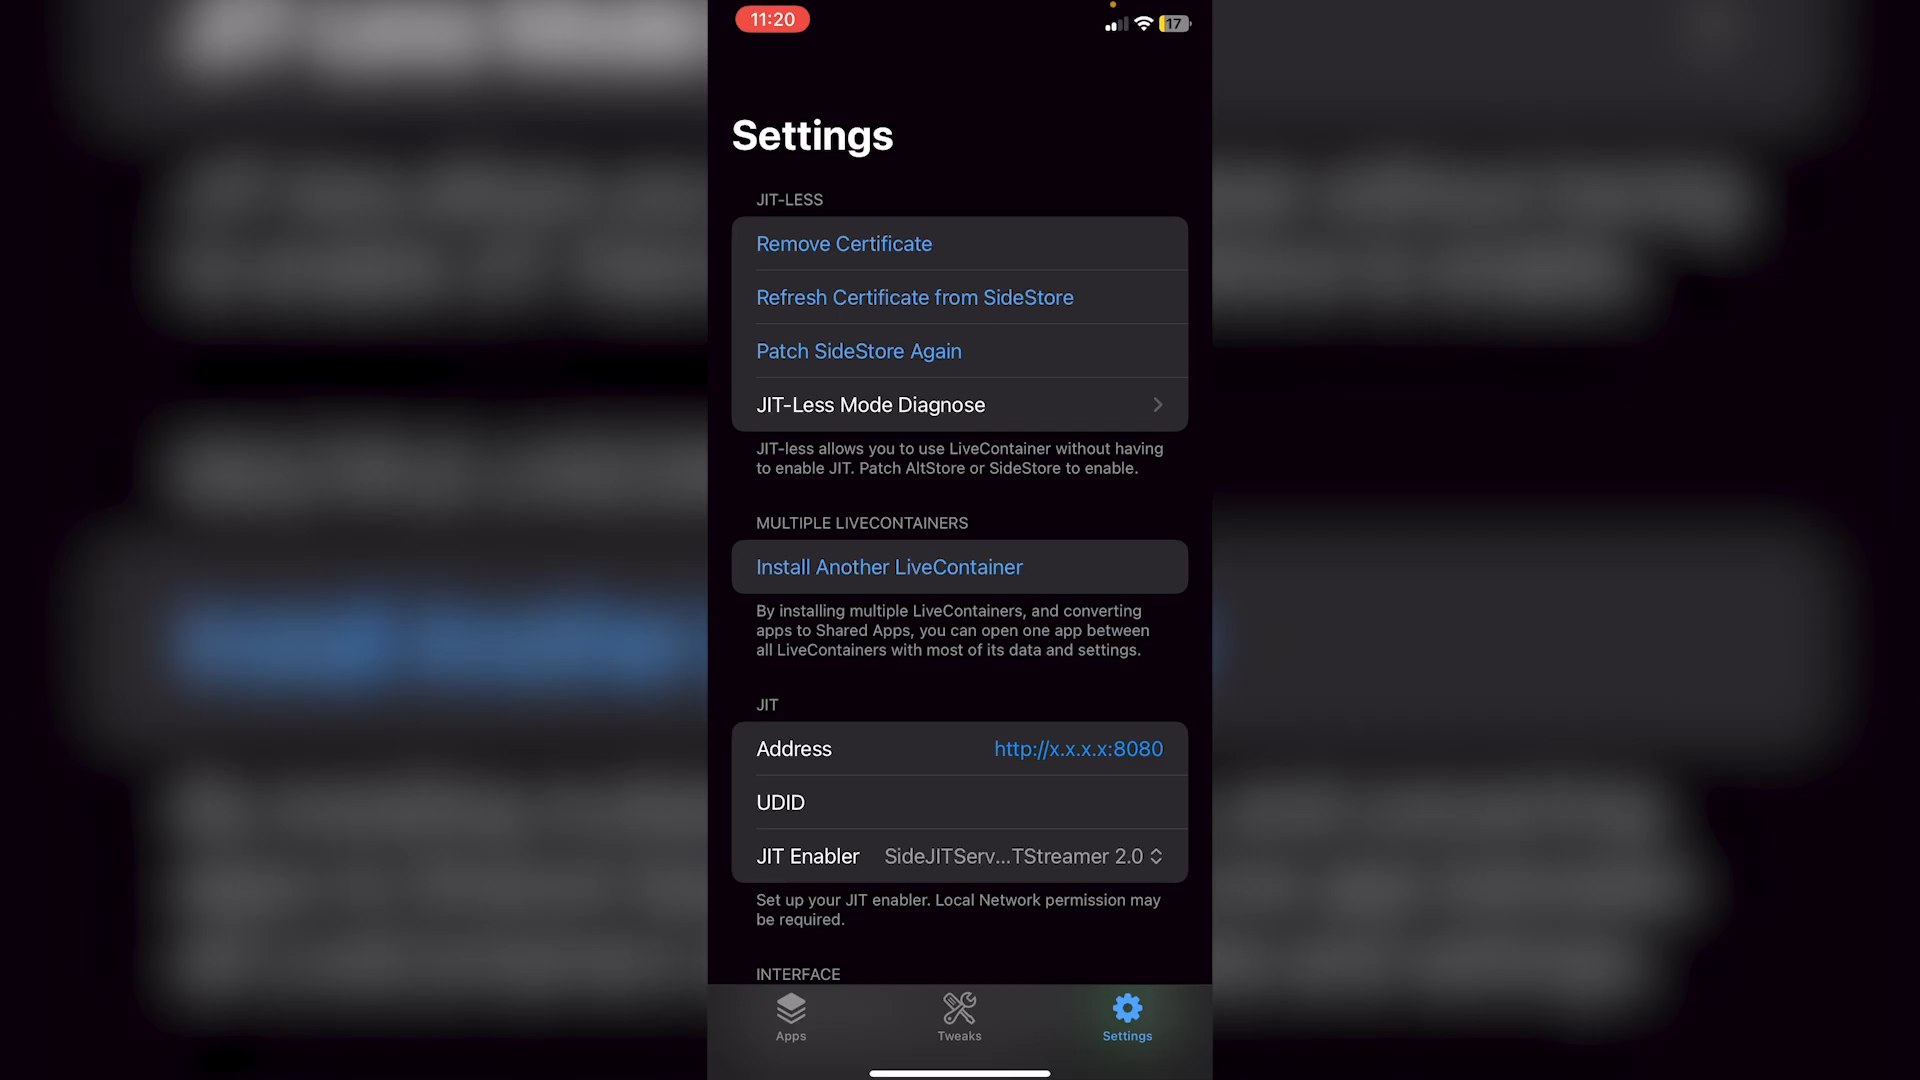 11:20
17
Settings
JIT-LESS
Remove Certificate
Refresh Certificate from SideStore
Patch SideStore Again
JIT-Less Mode Diagnose
JIT-less allows you to use LiveContainer without having
to enable JIT. Patch AltStore or SideStore to enable.
MULTIPLE LIVECONTAINERS
Install Another LiveContainer
By installing multiple LiveContainers, and converting
apps to Shared Apps, you can open one app between
all LiveContainers with most of its data and settings.
JIT
Address http://x.x.x.x:8080
UDID
JIT Enabler SideJITServ...TStreamer 2.0
Set up your JIT enabler. Local Network permission may
be required.
INTERFACE
Apps Tweaks Settings